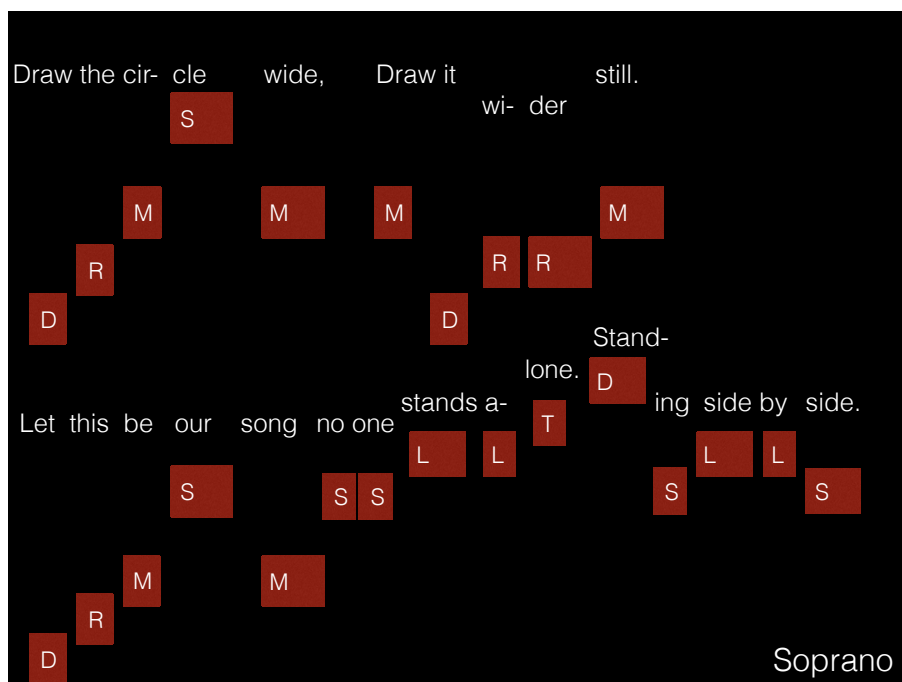 Draw the cir- cle wide, Draw it still.
wi- der
S
M M M M
R R R
D D
Stand-
lone. D
stands a- ing side by side.
Let this be our song no one T
L L L L
S S S S S
M M
R
D
Soprano